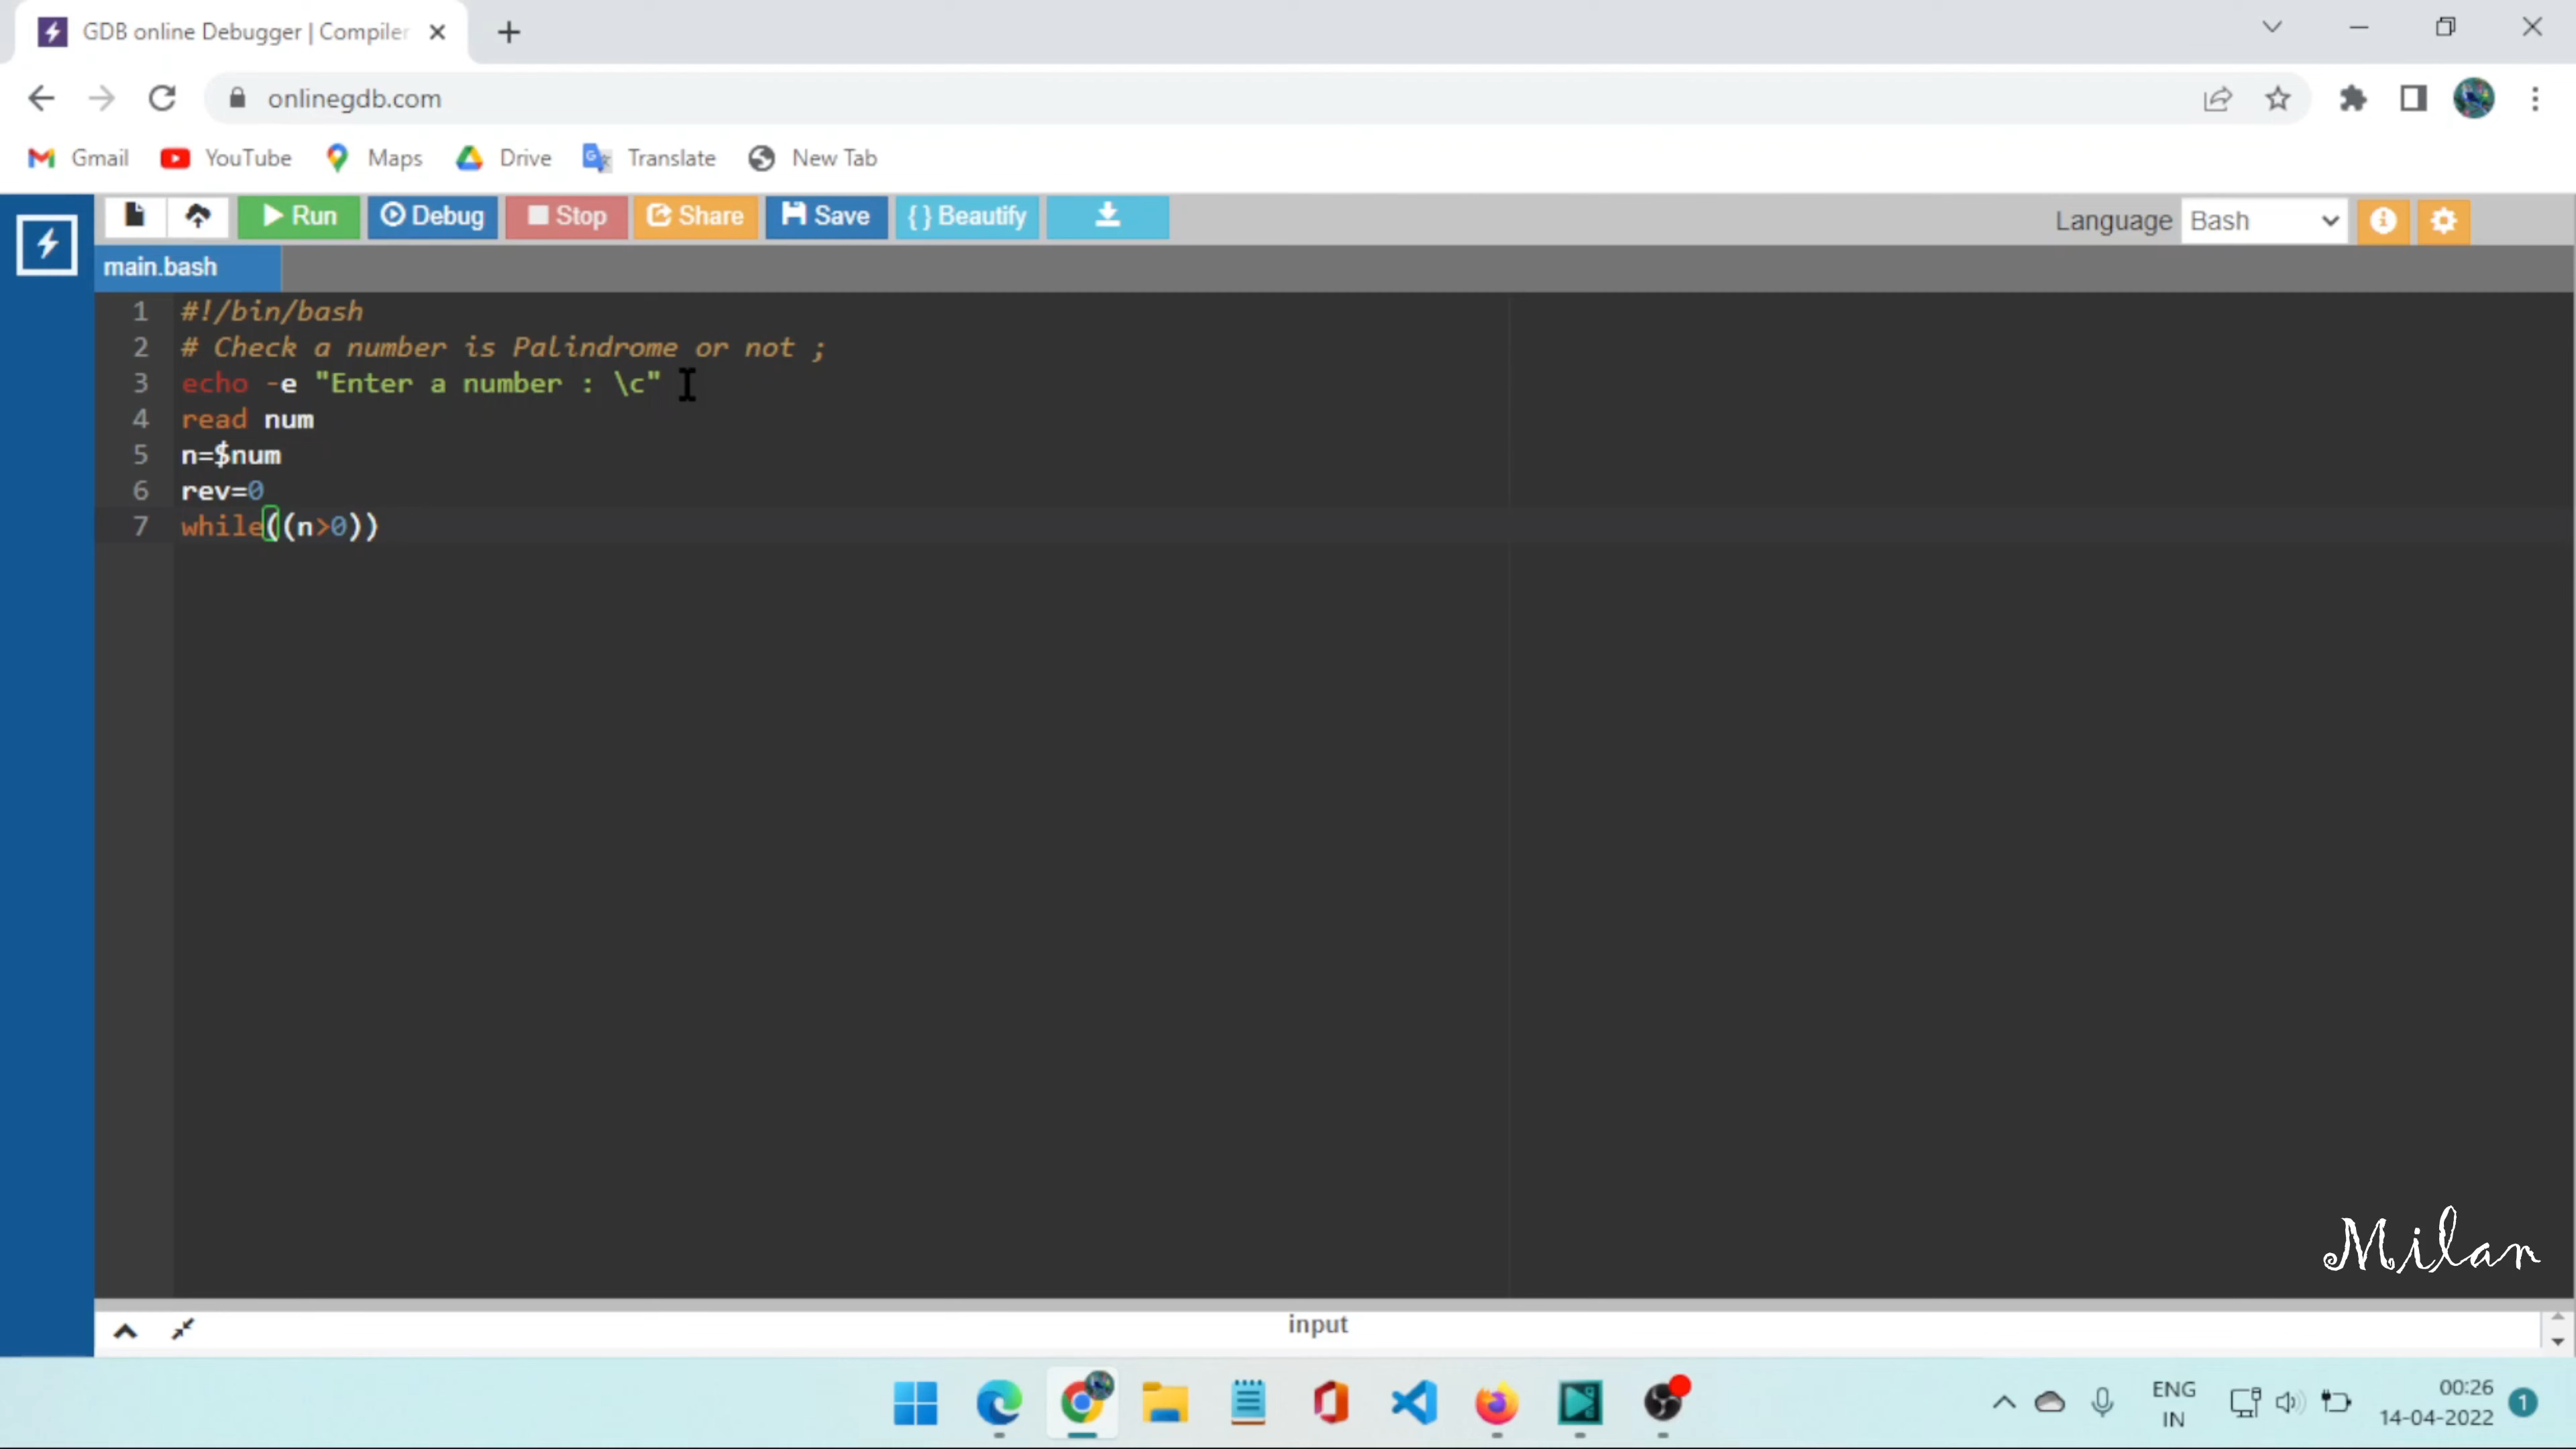 GDB online Debugger | Compiler
onlinegdb.com
Gmail YouTube Maps Drive Translate New Tab
Run Debug Stop Share Save { } Beautify Language Bash
main.bash
1 #!/bin/bash
2 # Check a number is Palindrome or not ;
3 echo -e "Enter a number : \c"
4 read num
5 n=$num
6 rev=0
7 while((n>0))
Milan
input
ENG IN
00:26
14-04-2022
1